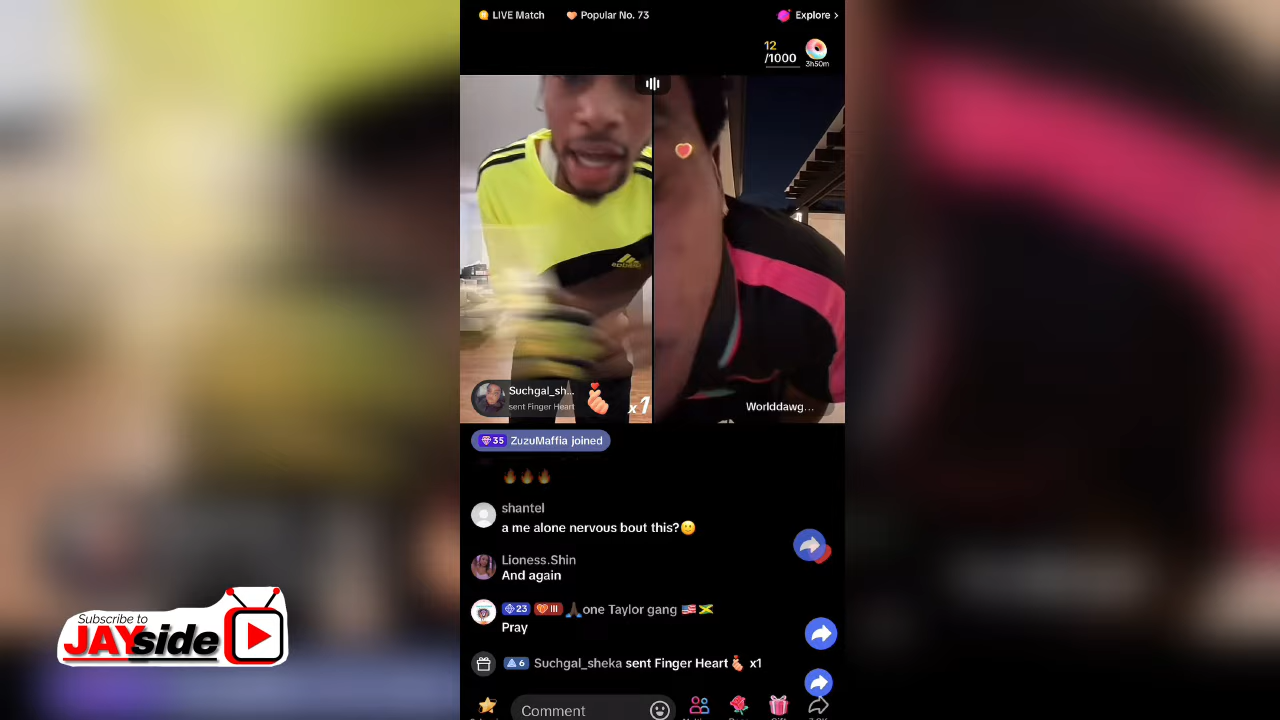 LIVE Match
Popular No. 73
Explore >
12
/1000
3h50m
adidas
Suchgal_sh...
sent Finger Heart
x1
Worlddawg...
35 ZuzuMaffia joined
🔥🔥🔥
shantel
a me alone nervous bout this?🙂
Lioness.Shin
And again
23 III 🙏🏿one Taylor gang 🇺🇸🇯🇲
Pray
6 Suchgal_sheka sent Finger Heart x1
Comment
Subscribe to
JAYside